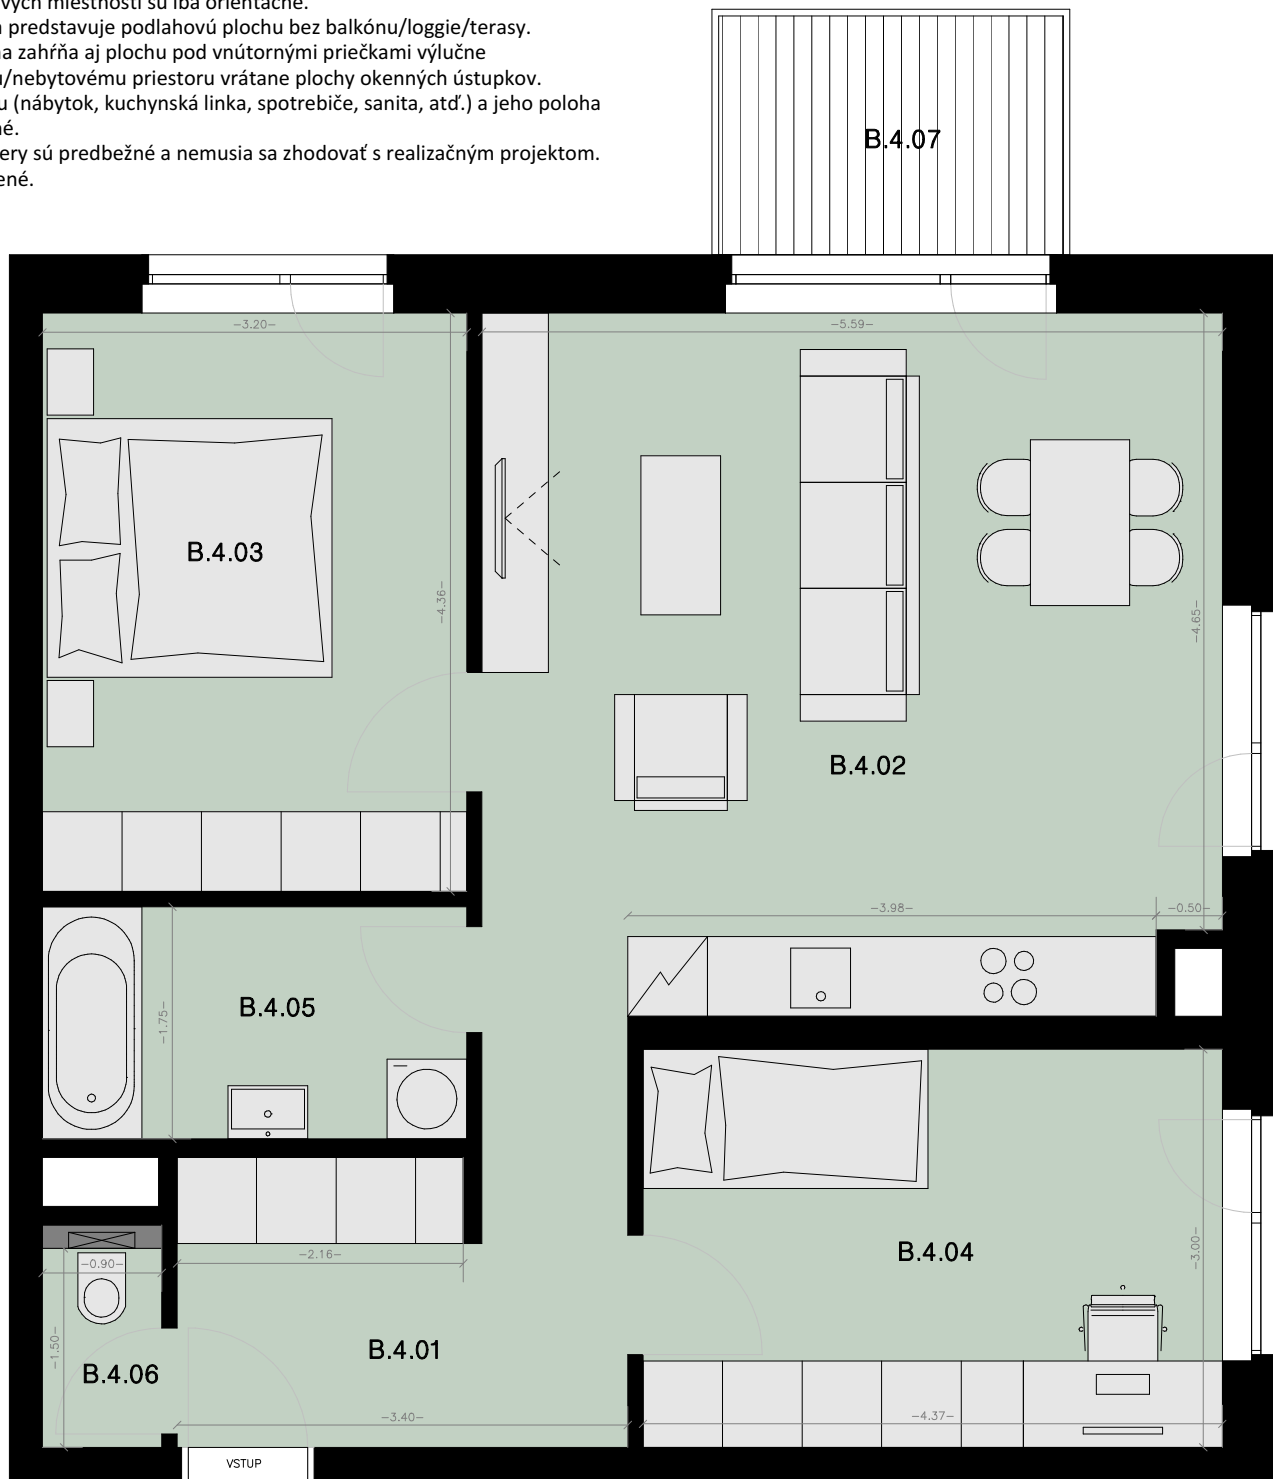 miestností sú iba orientačné.
predstavuje podlahovú plochu bez balkónu/loggie/terasy.
zahŕňa aj plochu pod vnútornými priečkami výlučne
/nebytovému priestoru vrátane plochy okenných ústupkov.
(nábytok, kuchynská linka, spotrebiče, sanita, atď.) a jeho poloha
sú predbežné a nemusia sa zhodovať s realizačným projektom.
B.4.07
-3.20-
-5.59-
B.4.03
-4.36-
-4.65-
B.4.02
-3.98-
-0.50-
B.4.05
-1.75-
B.4.04
-3.00-
-2.16-
-0.90-
-1.50-
B.4.01
B.4.06
-3.40-
-4.37-
VSTUP